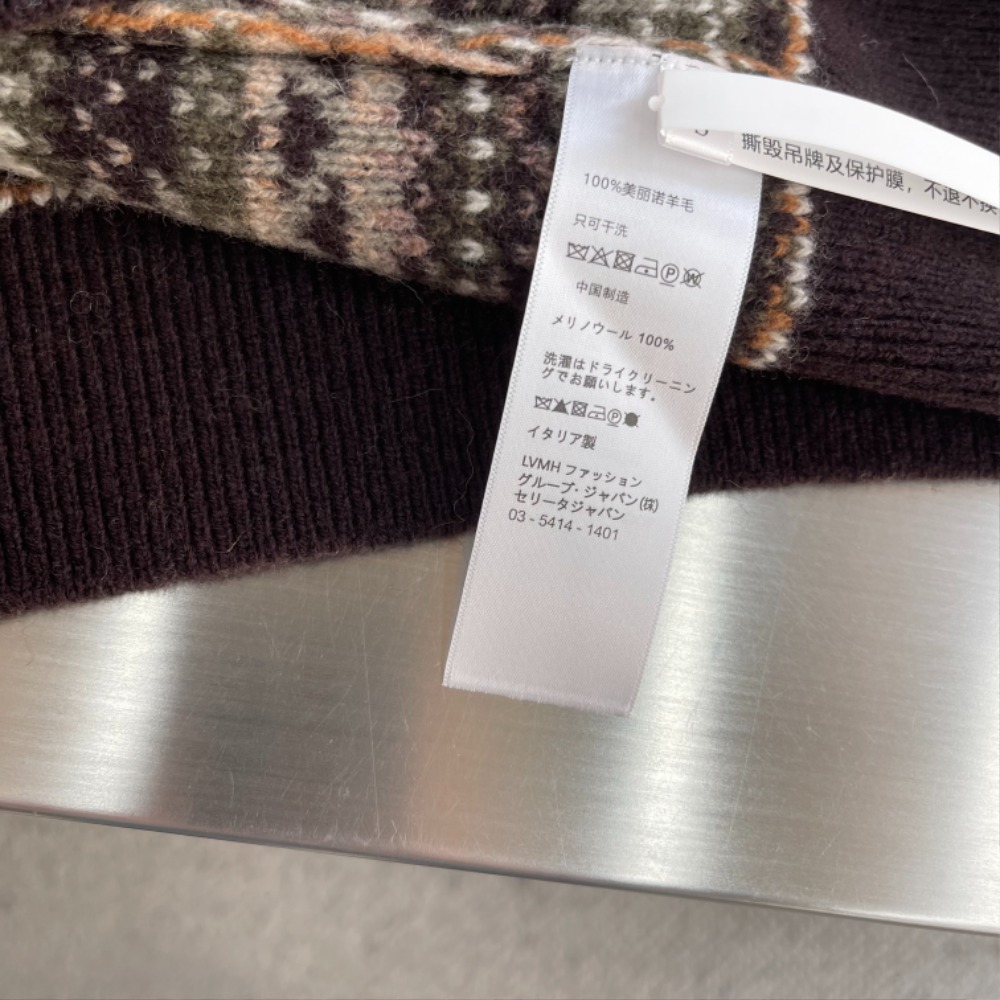 撕毁吊牌及保护膜，不退不换
100%美丽诺羊毛
只可干洗
P W
中国制造
メリノウール 100%
洗濯はドライクリーニン
グでお願いします。
P
イタリア製
LVMH ファッション
グループ・ジャパン(株)
セリータジャパン
03 - 5414 - 1401